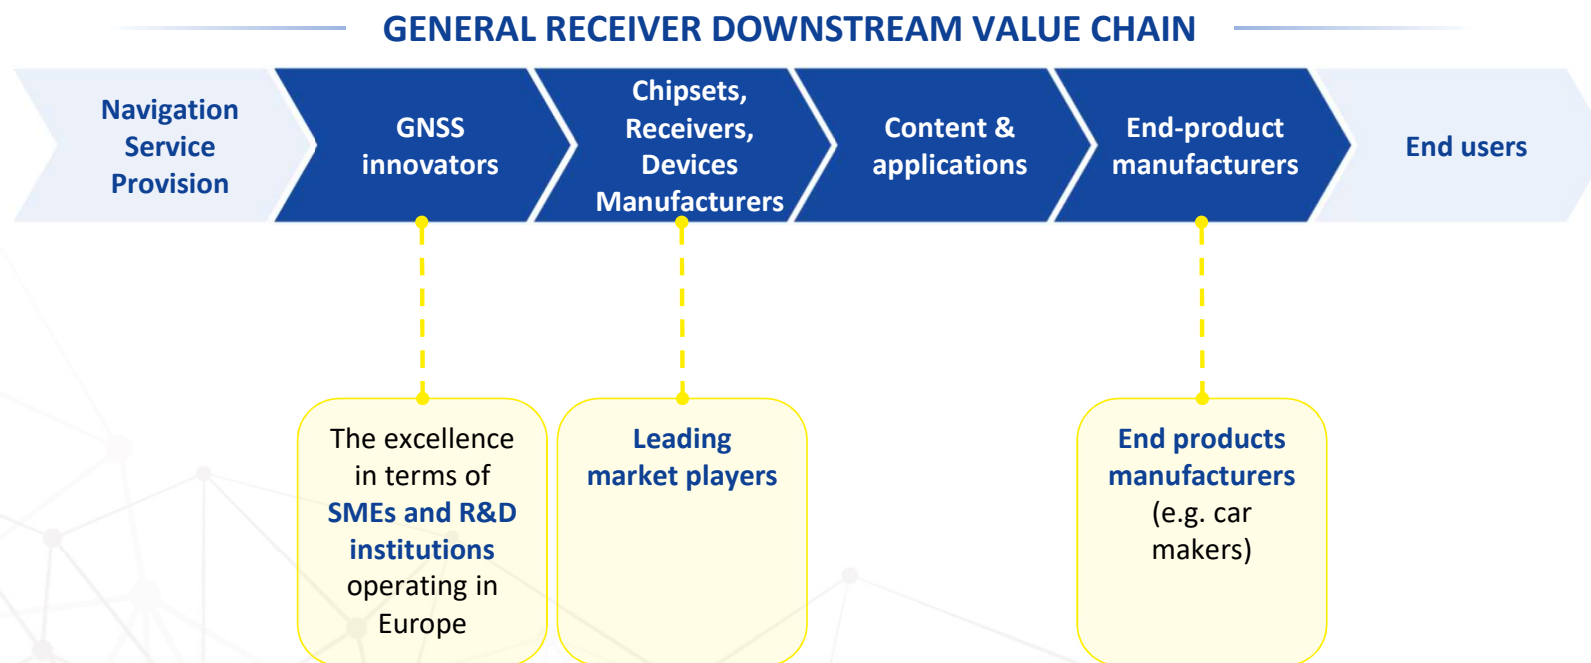 GENERAL RECEIVER DOWNSTREAM VALUE CHAIN
Navigation
Service
Provision
GNSS
innovators
Chipsets,
Receivers,
Devices
Manufacturers
Content &
applications
End-product
manufacturers
End users
The excellence
in terms of
SMEs and R&D
institutions
operating in
Europe
Leading
market players
End products
manufacturers
(e.g. car
makers)